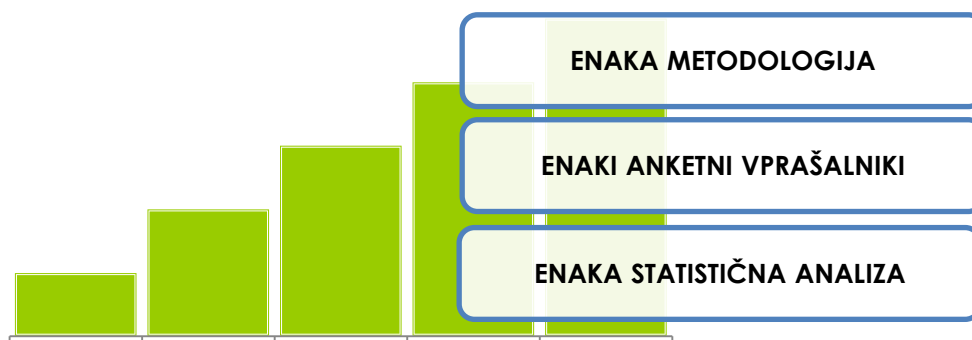 ENAKA METODOLOGIJA
ENAKI ANKETNI VPRAŠALNIKI
ENAKA STATISTIČNA ANALIZA